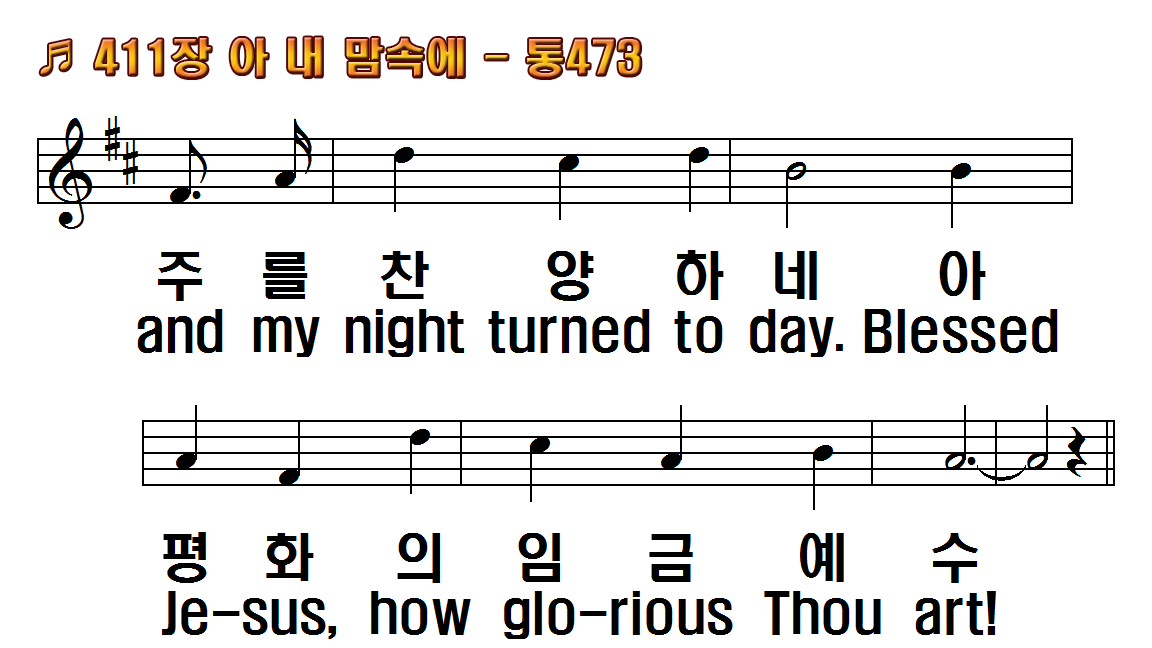 ♬ 411장 아 내 맘속에 - 통473
주 를 찬 양 하 네 아
and my night turned to day. Blessed
평 화 의 임 금 예 수
Je-sus, how glo-rious Thou art!